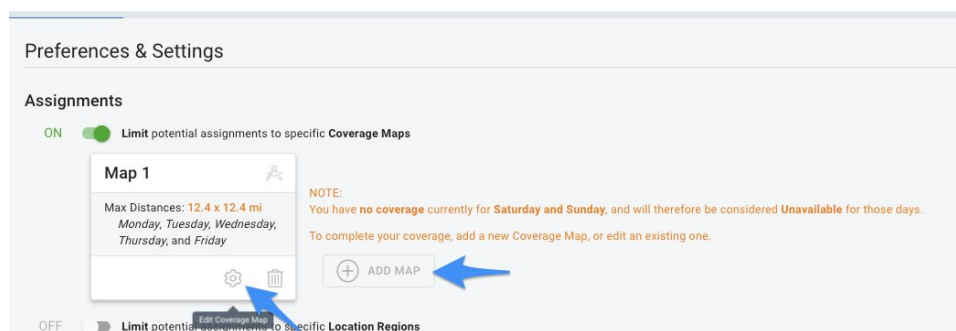 Preferences & Settings
Assignments
ON Limit potential assignments to specific Coverage Maps
Map 1
Max Distances: 12.4 x 12.4 mi
Monday, Tuesday, Wednesday,
Thursday, and Friday
NOTE:
You have no coverage currently for Saturday and Sunday, and will therefore be considered Unavailable for those days.
To complete your coverage, add a new Coverage Map, or edit an existing one.
ADD MAP
Edit Coverage Map
OFF Limit potential assignments to specific Location Regions